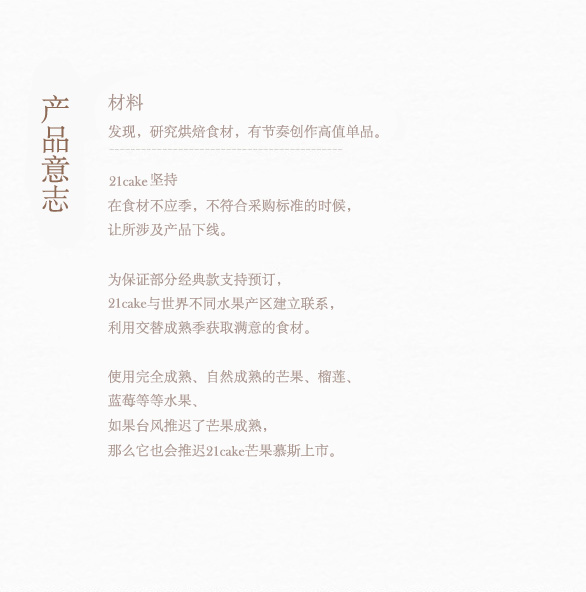 产品意志
材料
发现，研究烘焙食材，有节奏创作高值单品。
21cake 坚持
在食材不应季，不符合采购标准的时候，
让所涉及产品下线。
为保证部分经典款支持预订，
21cake与世界不同水果产区建立联系，
利用交替成熟季获取满意的食材。
使用完全成熟、自然成熟的芒果、榴莲、
蓝莓等等水果、
如果台风推迟了芒果成熟，
那么它也会推迟21cake芒果慕斯上市。